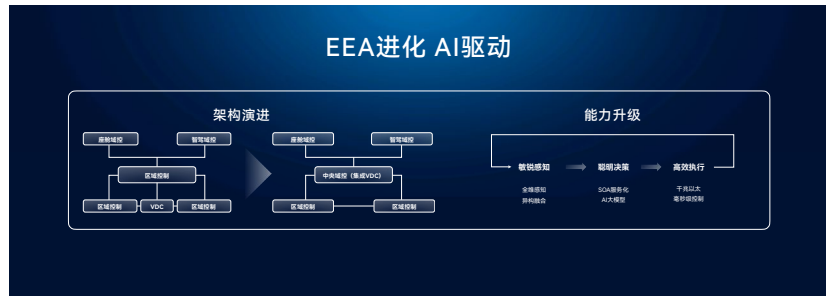 EEA进化 AI驱动
架构演进
座舱域控
智驾域控
区域控制
区域控制
VDC
区域控制
座舱域控
智驾域控
中央域控（集成VDC）
区域控制
区域控制
能力升级
敏锐感知
聪明决策
高效执行
全维感知
异构融合
SOA服务化
AI大模型
千兆以太
毫秒级控制